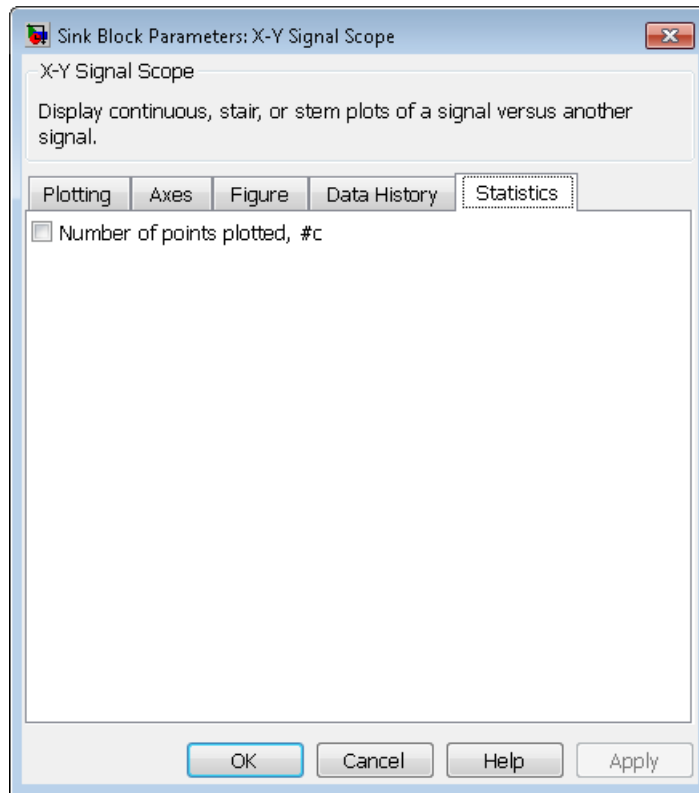 Sink Block Parameters: X-Y Signal Scope
X-Y Signal Scope
Display continuous, stair, or stem plots of a signal versus another
signal.
Plotting Axes Figure Data History Statistics
Number of points plotted, #c
OK Cancel Help Apply